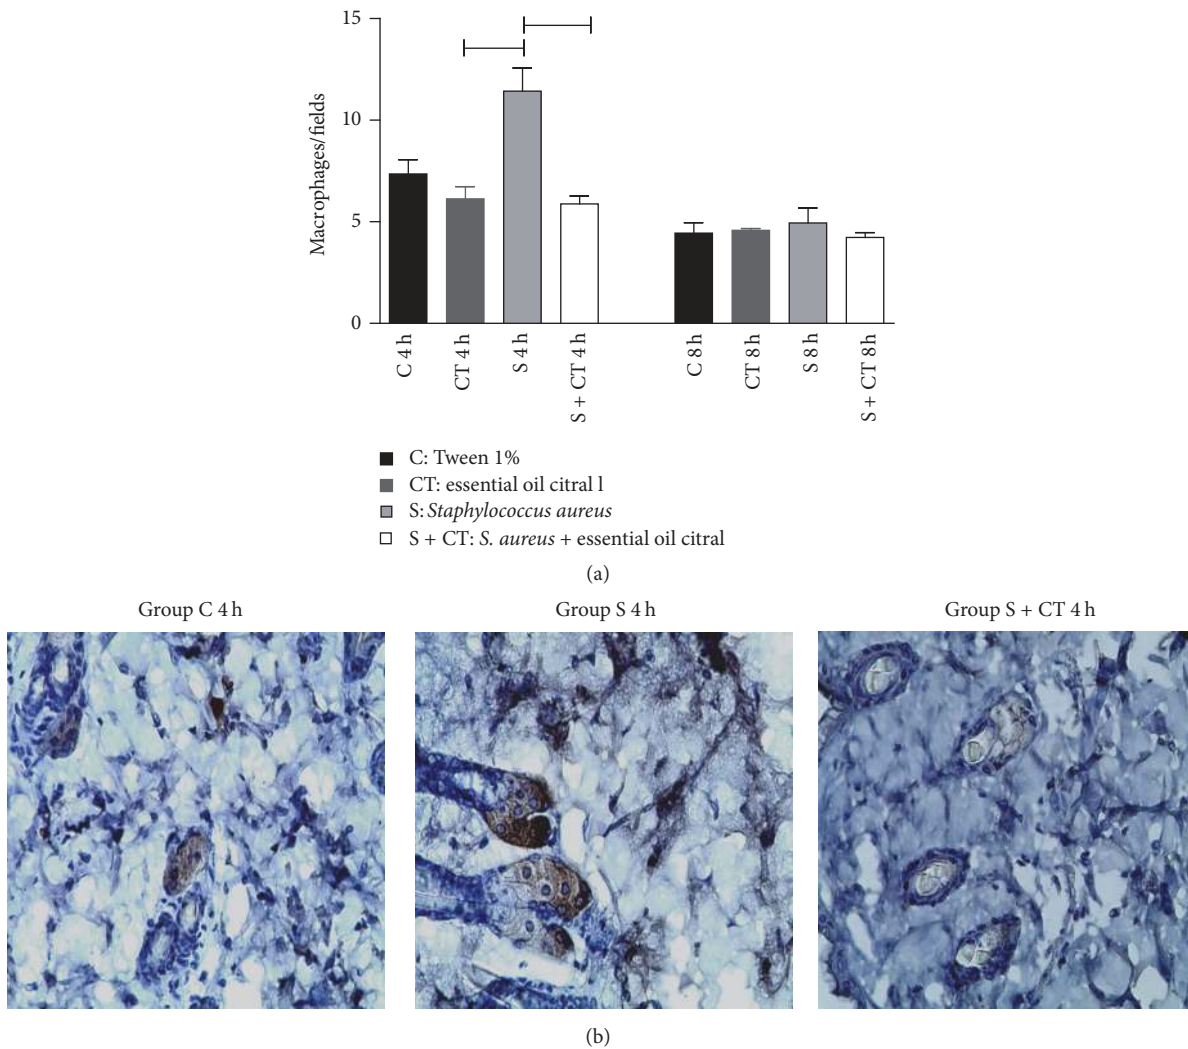 15
10
5
0
Macrophages/fields
C 4 h
CT 4 h
S 4 h
S + CT 4 h
C 8 h
CT 8 h
S 8 h
S + CT 8 h
C: Tween 1%
CT: essential oil citral l
S: Staphylococcus aureus
S + CT: S. aureus + essential oil citral
(a)
Group C 4 h
Group S 4 h
Group S + CT 4 h
(b)